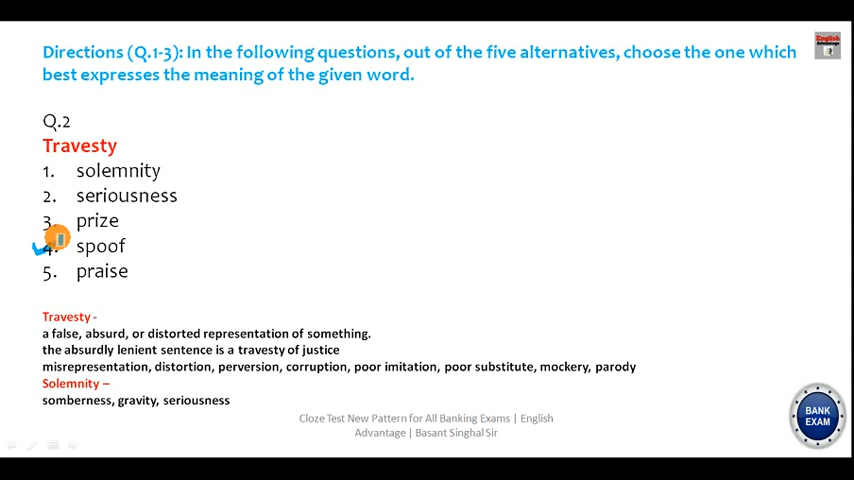 Directions (Q.1-3): In the following questions, out of the five alternatives, choose the one which
best expresses the meaning of the given word.
English
Advantage
Q.2
Travesty
1. solemnity
2. seriousness
3. prize
4. spoof
5. praise
Travesty -
a false, absurd, or distorted representation of something.
the absurdly lenient sentence is a travesty of justice
misrepresentation, distortion, perversion, corruption, poor imitation, poor substitute, mockery, parody
Solemnity –
somberness, gravity, seriousness
Cloze Test New Pattern for All Banking Exams | English
Advantage | Basant Singhal Sir
BANK
EXAM